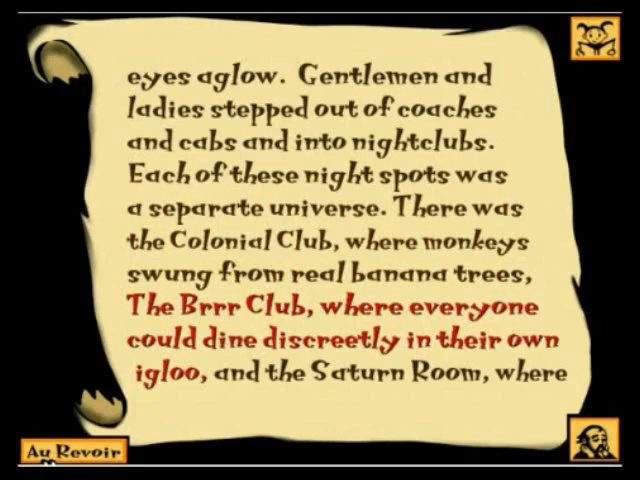 eyes aglow. Gentlemen and
ladies stepped out of coaches
and cabs and into nightclubs.
Each of these night spots was
a separate universe. There was
the Colonial Club, where monkeys
swung from real banana trees,
The Brrr Club, where everyone
could dine discreetly in their own
igloo, and the Saturn Room, where
Au Revoir